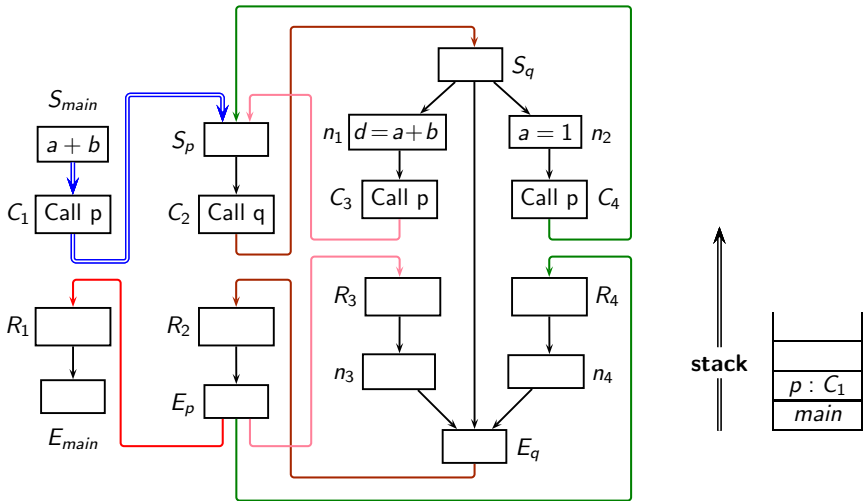 S_q
S_main
a + b
S_p
n_1
d = a+b
a = 1
n_2
C_1
Call p
C_2
Call q
C_3
Call p
Call p
C_4
R_1
R_2
R_3
R_4
stack
n_3
n_4
p : C_1
E_p
main
E_main
E_q